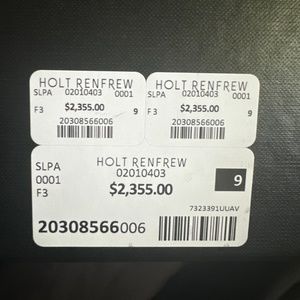 HOLT RENFREW
SLPA 02010403 0001
$2,355.00
F3 9
20308566006
HOLT RENFREW
SLPA 02010403 0001
$2,355.00
F3 9
20308566006
HOLT RENFREW
SLPA 02010403
0001
F3 $2,355.00 9
7323391UUAV
20308566006